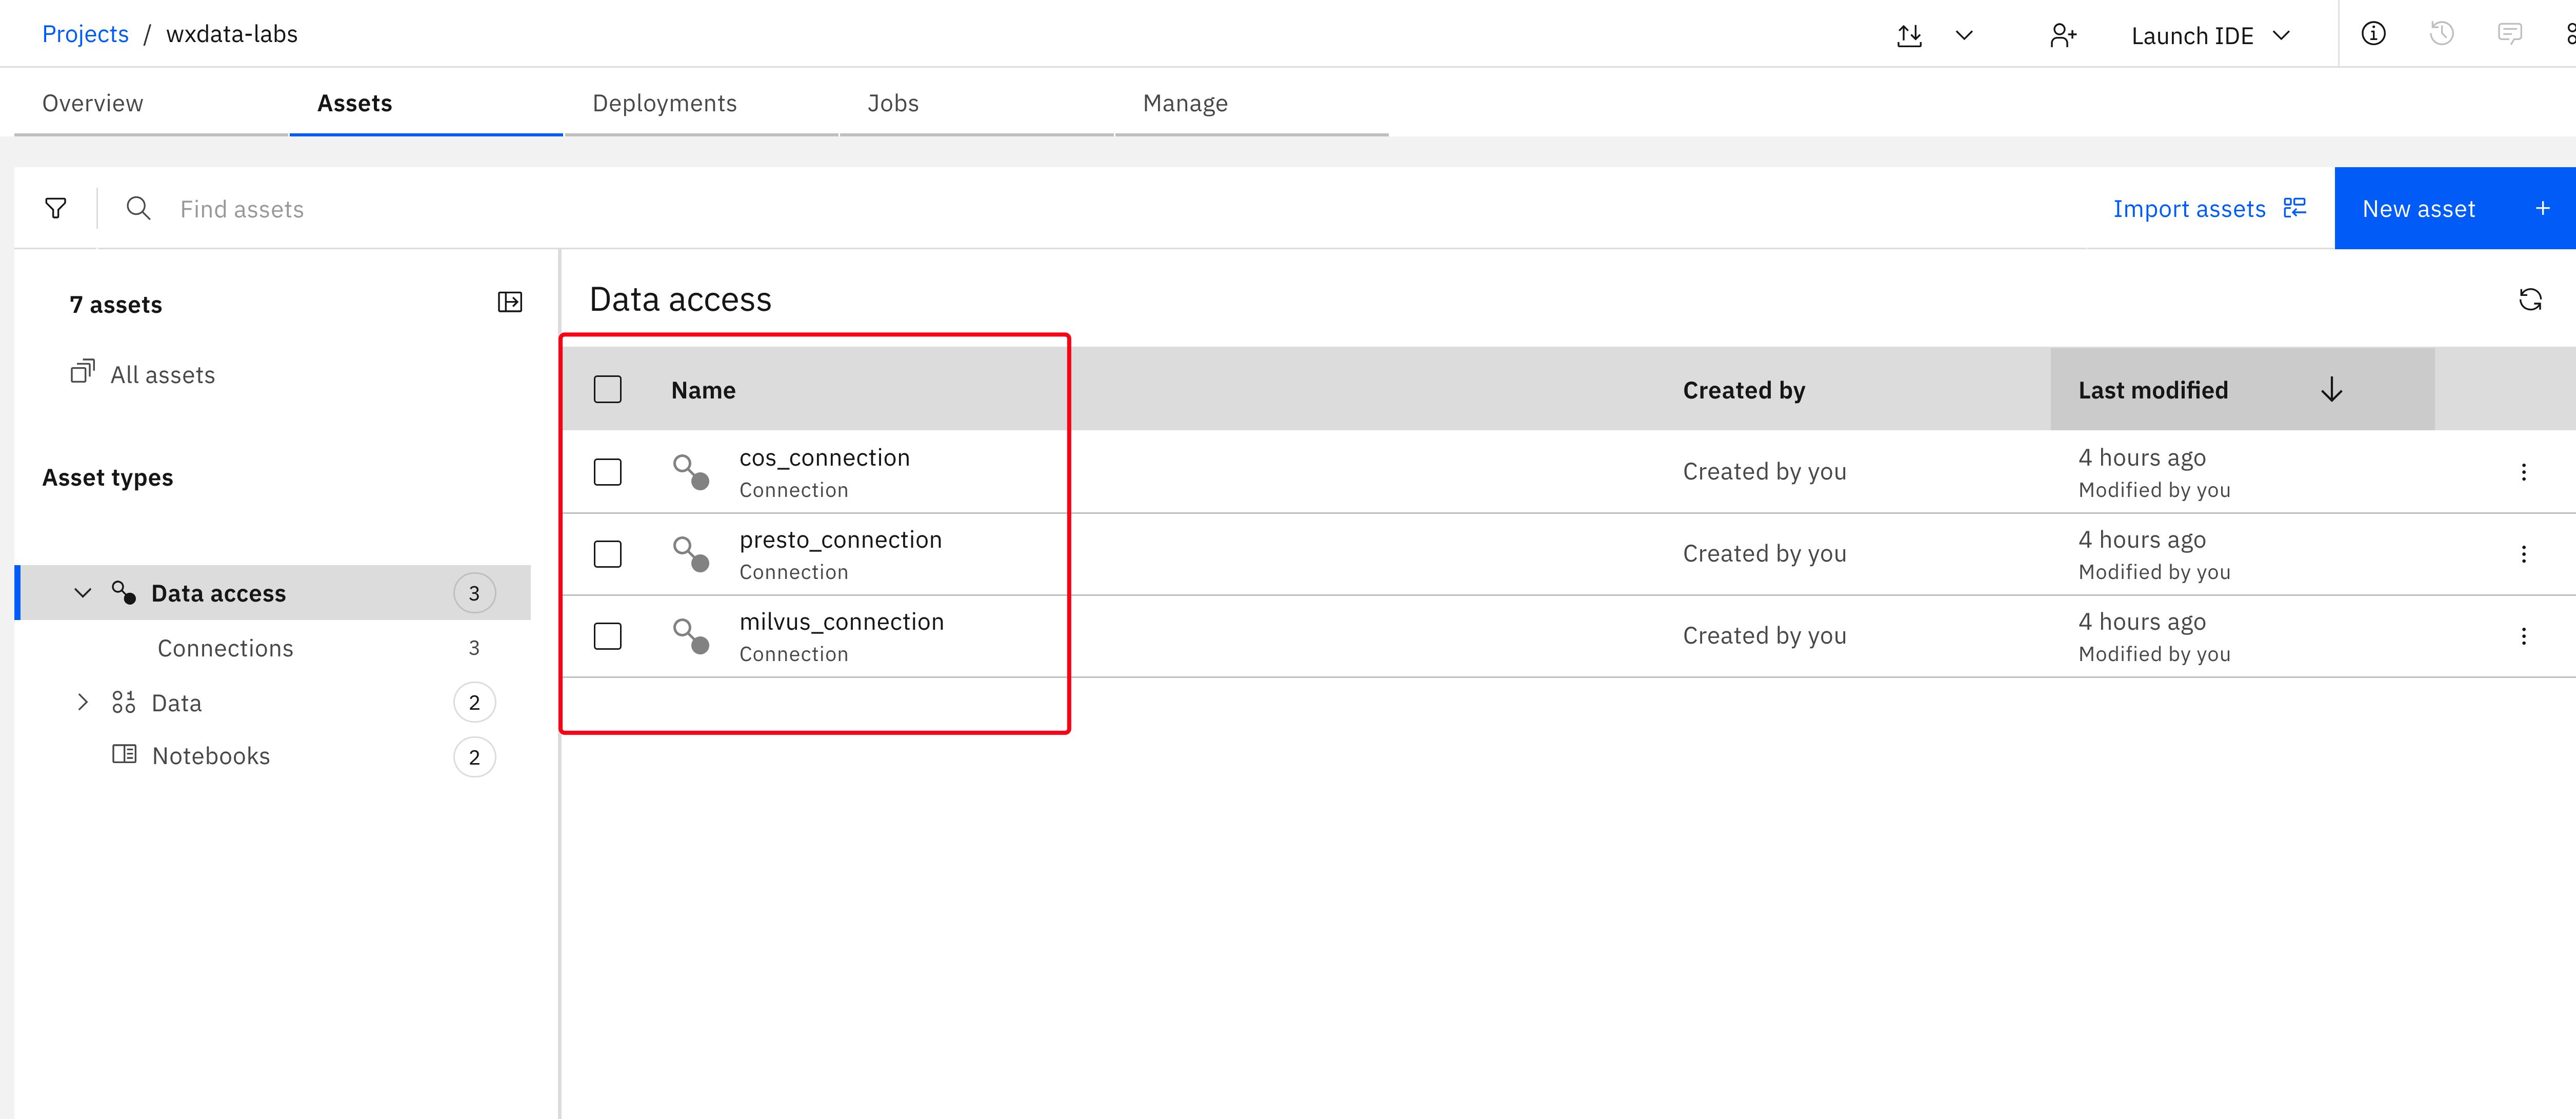 Projects / wxdata-labs
Launch IDE
Overview
Assets
Deployments
Jobs
Manage
Find assets
Import assets
New asset +
7 assets
All assets
Asset types
Data access 3
Connections 3
Data 2
Notebooks 2
Data access
Name
Created by
Last modified
cos_connection
Connection
Created by you
4 hours ago
Modified by you
presto_connection
Connection
Created by you
4 hours ago
Modified by you
milvus_connection
Connection
Created by you
4 hours ago
Modified by you